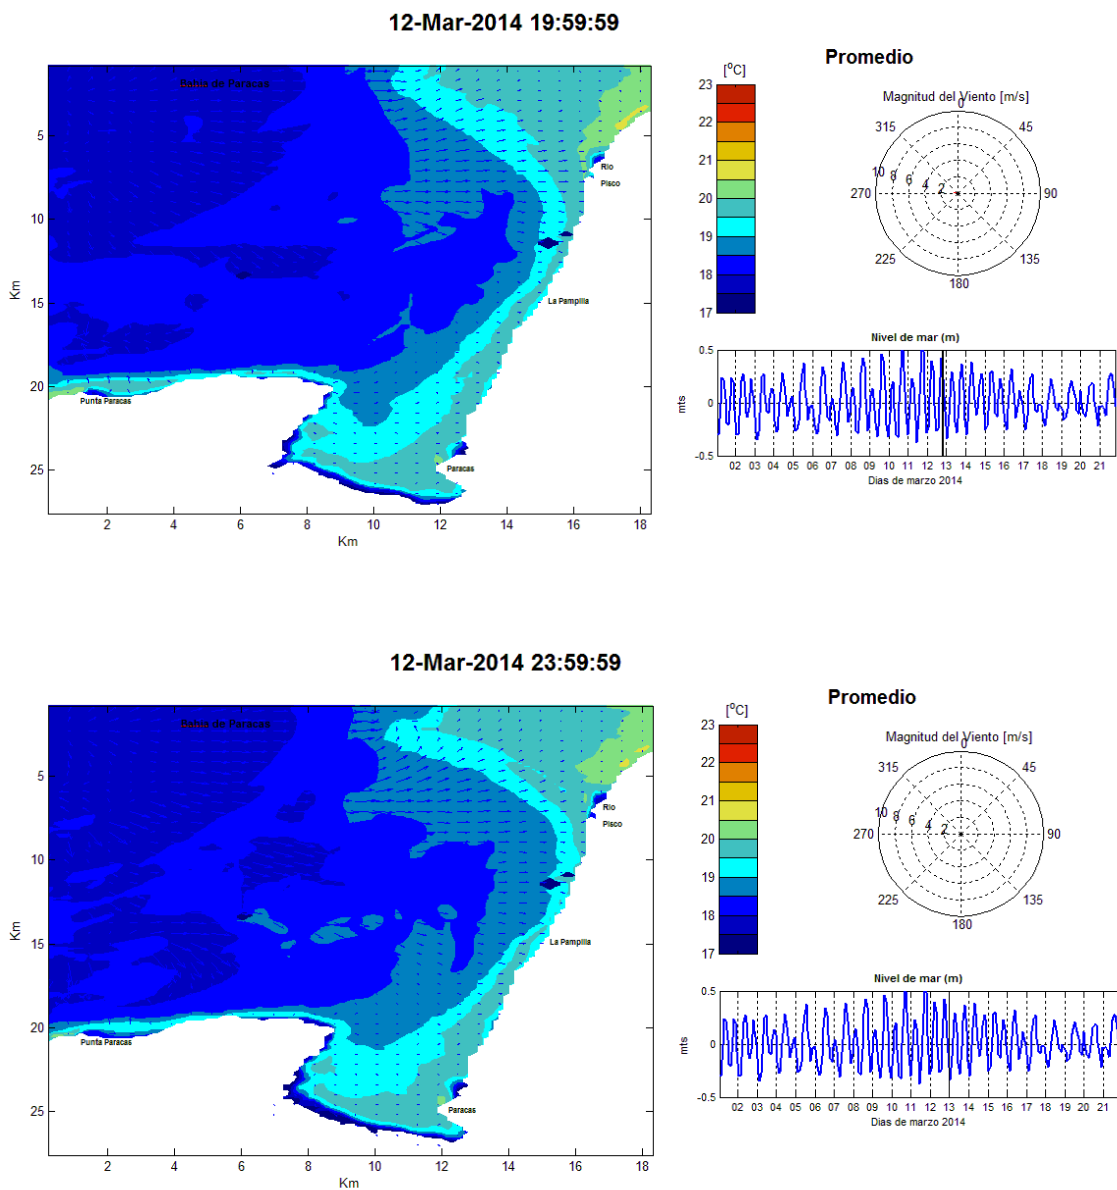 12-Mar-2014 19:59:59
Promedio
[°C]
23
22
21
20
19
18
17
Magnitud del Viento [m/s]
0
45
90
135
180
225
270
315
10
8
6
4
2
Bahia de Paracas
Rio
Pisco
La Pampilla
Punta Paracas
Paracas
5
10
15
20
25
Km
2 4 6 8 10 12 14 16 18
Km
Nivel de mar (m)
0.5
0
-0.5
mts
02 03 04 05 06 07 08 09 10 11 12 13 14 15 16 17 18 19 20 21
Dias de marzo 2014
12-Mar-2014 23:59:59
Promedio
[°C]
23
22
21
20
19
18
17
Magnitud del Viento [m/s]
0
45
90
135
180
225
270
315
10
8
6
4
2
Bahia de Paracas
Rio
Pisco
La Pampilla
Punta Paracas
Paracas
5
10
15
20
25
Km
2 4 6 8 10 12 14 16 18
Km
Nivel de mar (m)
0.5
0
-0.5
mts
02 03 04 05 06 07 08 09 10 11 12 13 14 15 16 17 18 19 20 21
Dias de marzo 2014